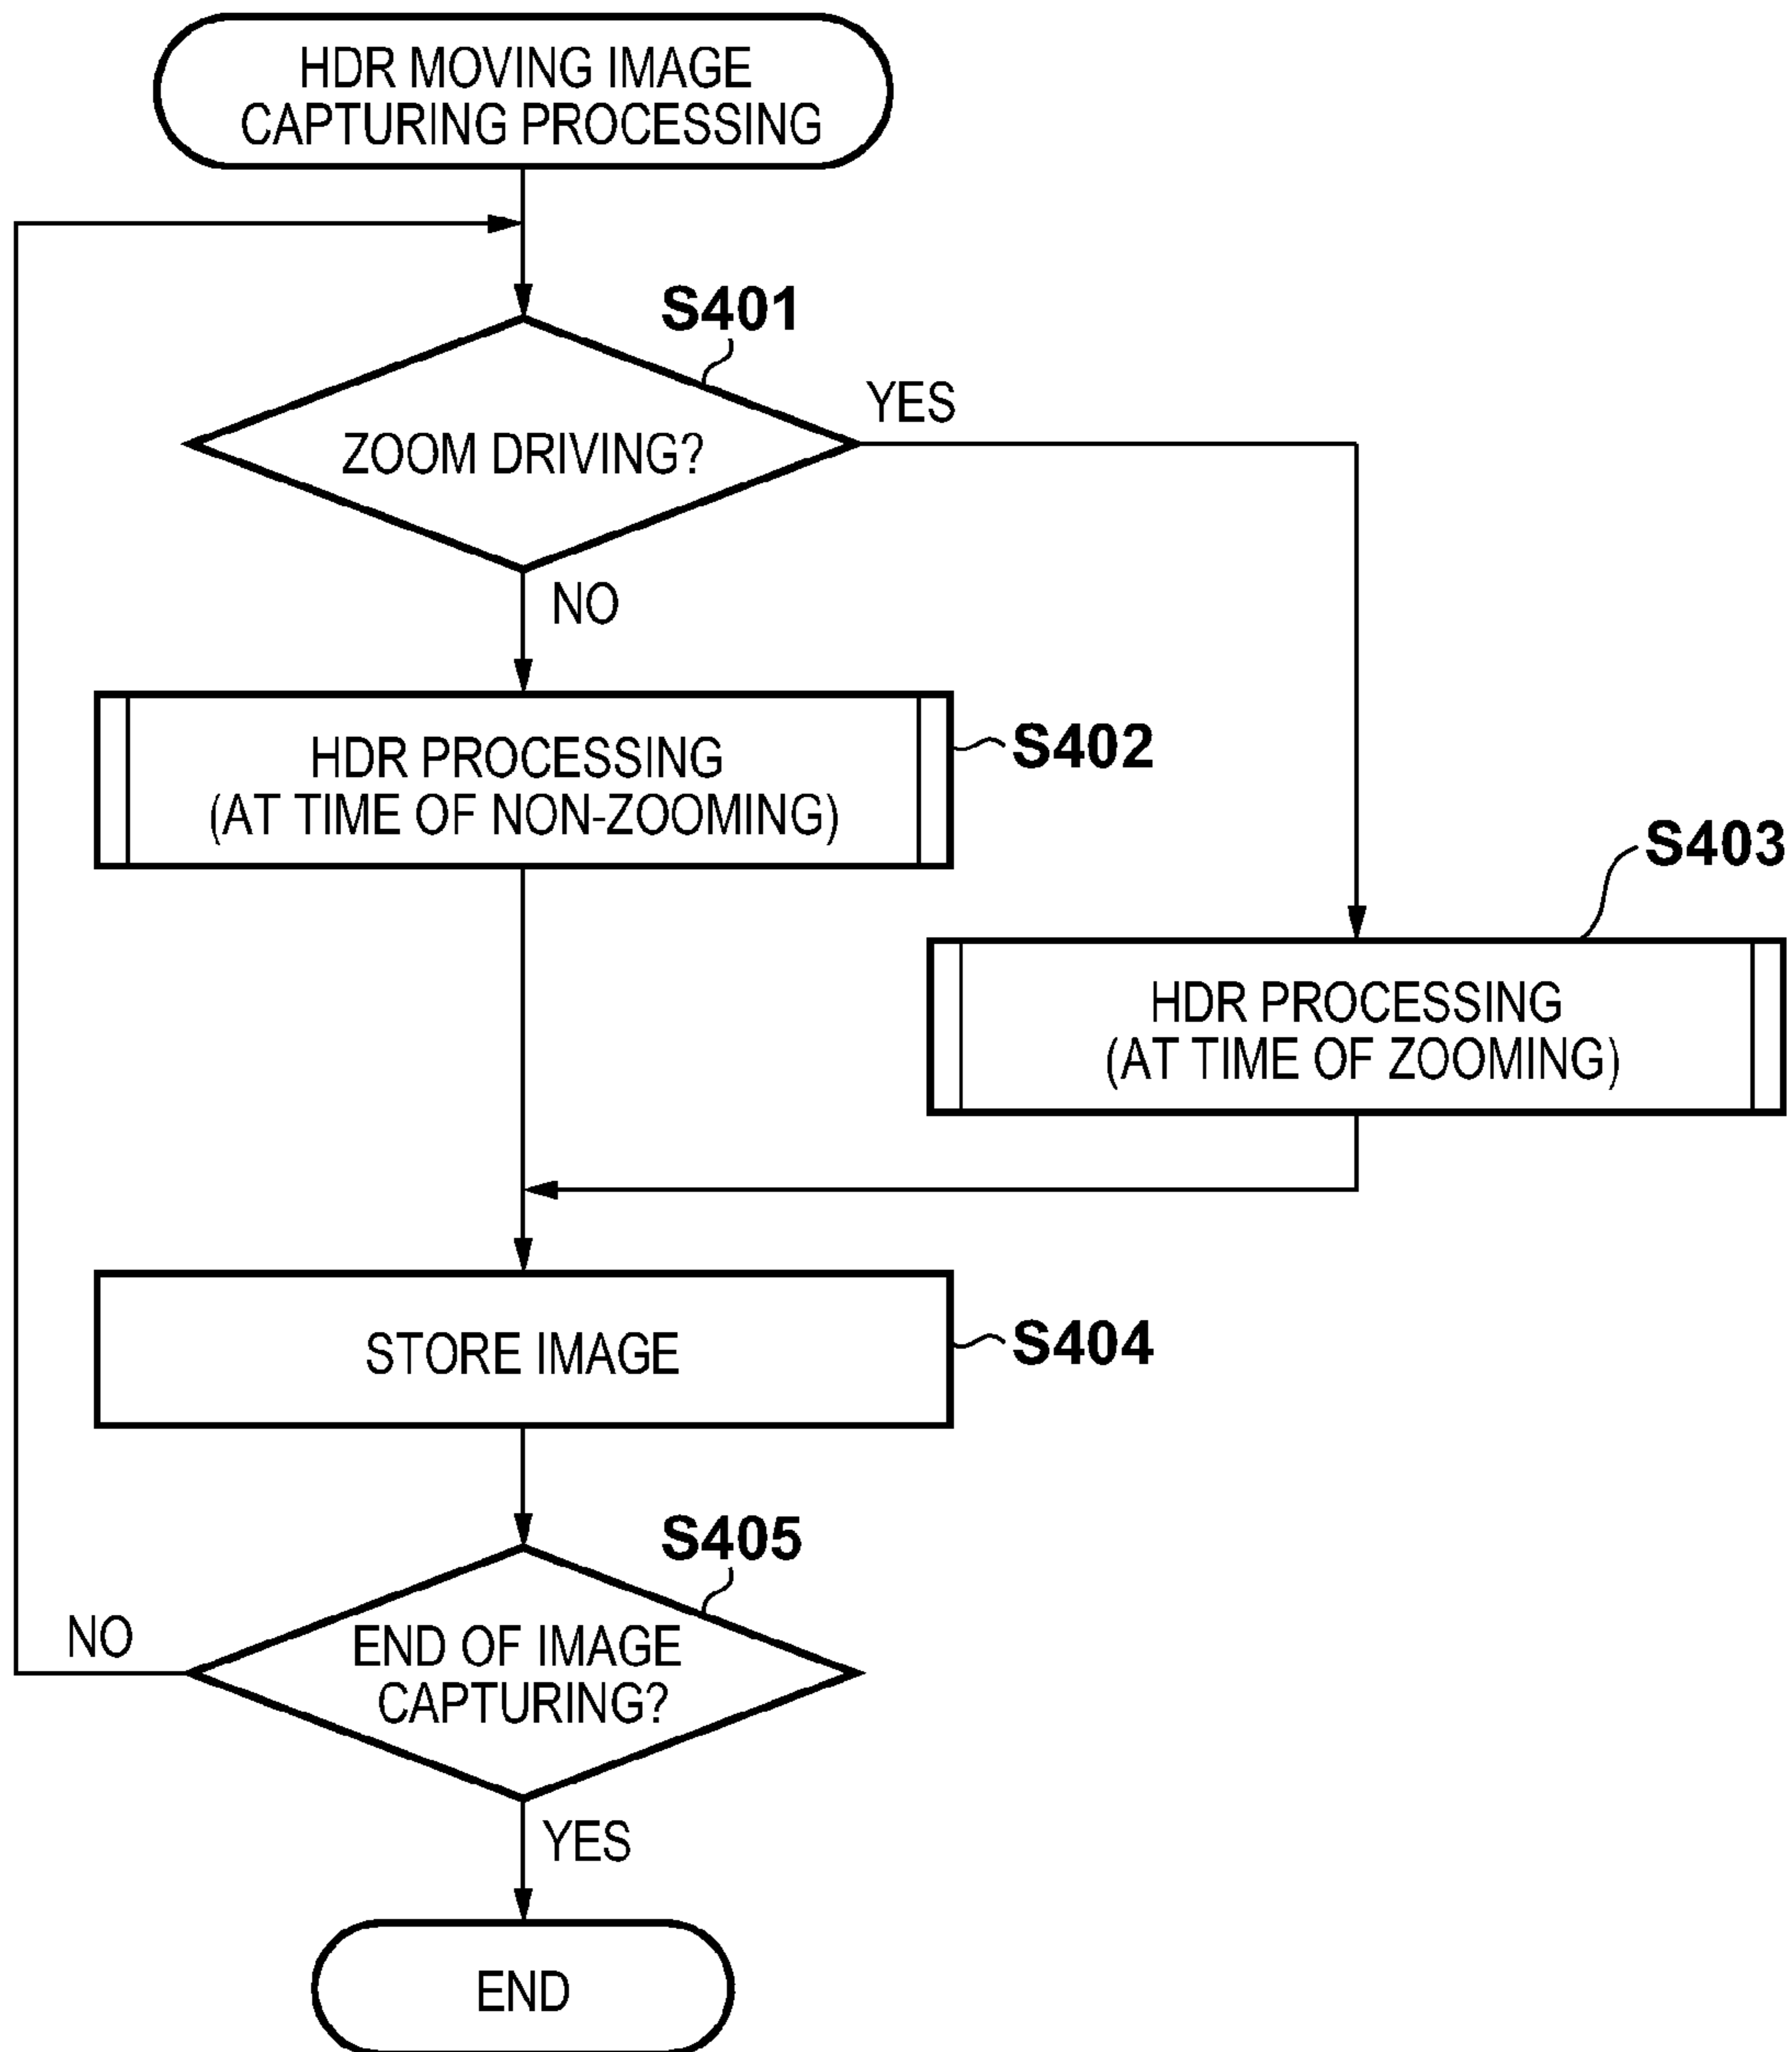 HDR MOVING IMAGE
CAPTURING PROCESSING
S401
YES
ZOOM DRIVING?
NO
HDR PROCESSING
(AT TIME OF NON-ZOOMING)
S402
S403
HDR PROCESSING
(AT TIME OF ZOOMING)
STORE IMAGE
S404
S405
NO
END OF IMAGE
CAPTURING?
YES
END